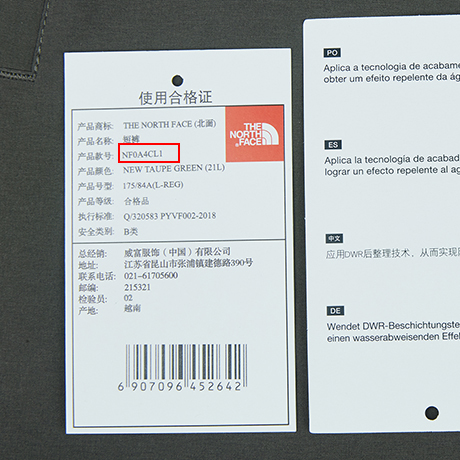 使用合格证
产品商标: THE NORTH FACE (北面)
产品名称: 短裤
产品款号: NF0A4CL1
产品颜色: NEW TAUPE GREEN (21L)
产品号型: 175/84A(L-REG)
产品等级: 合格品
执行标准: Q/320583 PYVF002-2018
安全类别: B类
THE
NORTH
FACE
总经销: 威富服饰（中国）有限公司
地址: 江苏省昆山市张浦镇建德路390号
联系电话: 021-61705600
邮编: 215321
检验员: 02
产地: 越南
6 907096 452642
PO
Aplica a tecnologia de acabame
obter um efeito repelente da ág
ES
Aplica la tecnología de acabad
lograr un efecto repelente al ag
中文
应用DWR后整理技术，从而实现
DE
Wendet DWR-Beschichtungste
einen wasserabweisenden Effe